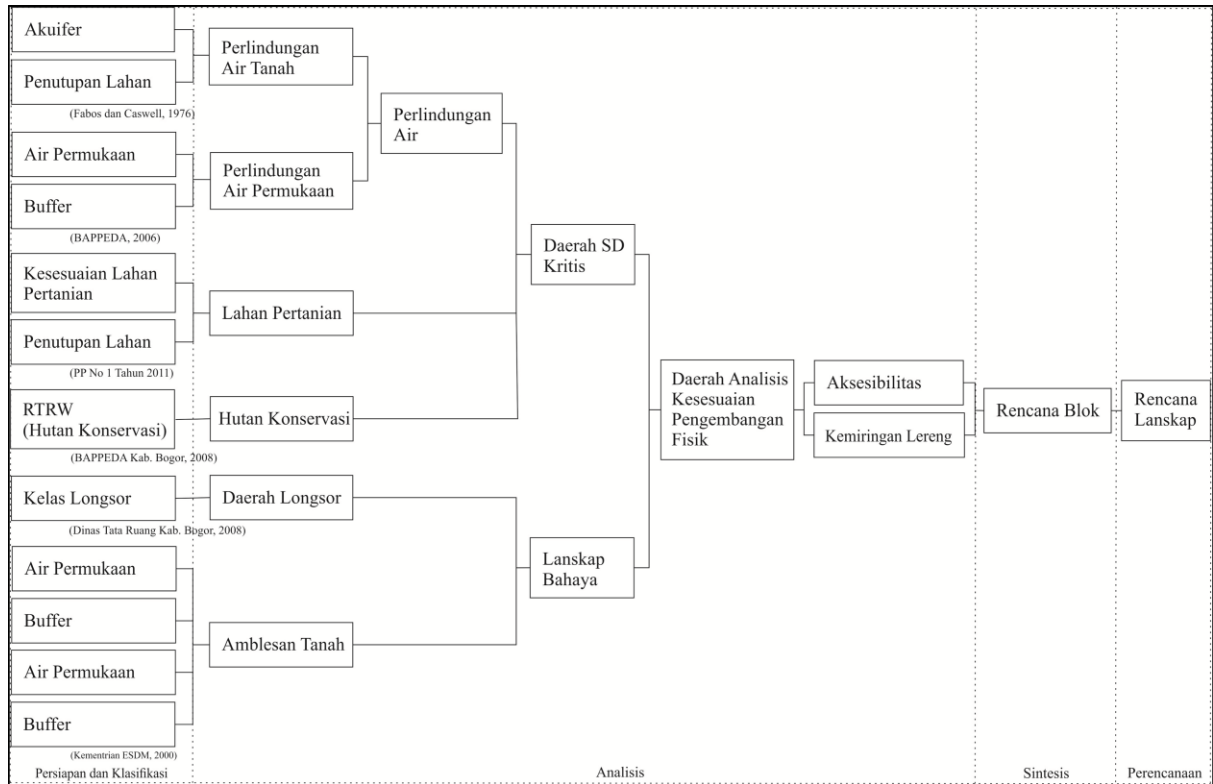 Akuifer
Penutupan Lahan
(Fabos dan Caswell, 1976)
Air Permukaan
Buffer
(BAPPEDA, 2006)
Kesesuaian Lahan
Pertanian
Penutupan Lahan
(PP No 1 Tahun 2011)
RTRW
(Hutan Konservasi)
(BAPPEDA Kab. Bogor, 2008)
Kelas Longsor
(Dinas Tata Ruang Kab. Bogor, 2008)
Air Permukaan
Buffer
Air Permukaan
Buffer
(Kementrian ESDM, 2000)
Persiapan dan Klasifikasi
Perlindungan
Air Tanah
Perlindungan
Air Permukaan
Lahan Pertanian
Hutan Konservasi
Daerah Longsor
Amblesan Tanah
Perlindungan
Air
Daerah SD
Kritis
Lanskap
Bahaya
Daerah Analisis
Kesesuaian
Pengembangan
Fisik
Aksesibilitas
Kemiringan Lereng
Analisis
Rencana Blok
Sintesis
Rencana
Lanskap
Perencanaan